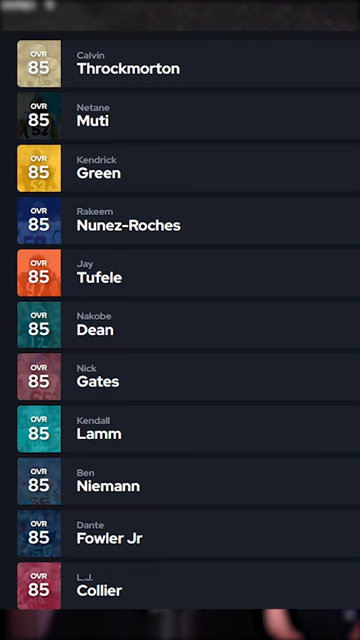 OVR
85
Calvin
Throckmorton
OVR
85
Netane
Muti
OVR
85
Kendrick
Green
OVR
85
Rakeem
Nunez-Roches
OVR
85
Jay
Tufele
OVR
85
Nakobe
Dean
OVR
85
Nick
Gates
OVR
85
Kendall
Lamm
OVR
85
Ben
Niemann
OVR
85
Dante
Fowler Jr
OVR
85
L.J.
Collier